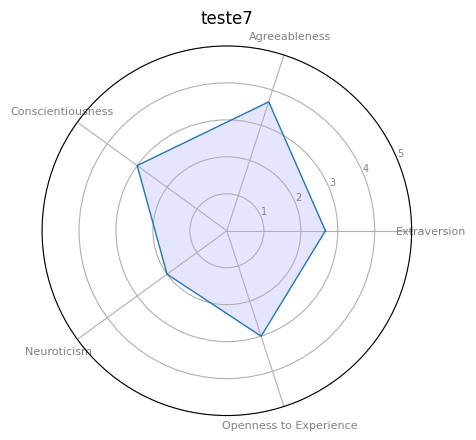 teste7
Agreeableness
Conscientiousness
5
4
3
2
1
Extraversion
Neuroticism
Openness to Experience